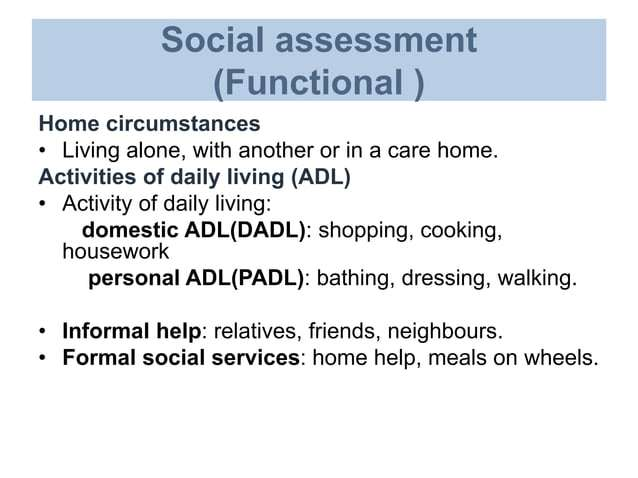 Social assessment
(Functional )
Home circumstances
• Living alone, with another or in a care home.
Activities of daily living (ADL)
• Activity of daily living:
domestic ADL(DADL): shopping, cooking,
housework
personal ADL(PADL): bathing, dressing, walking.
• Informal help: relatives, friends, neighbours.
• Formal social services: home help, meals on wheels.